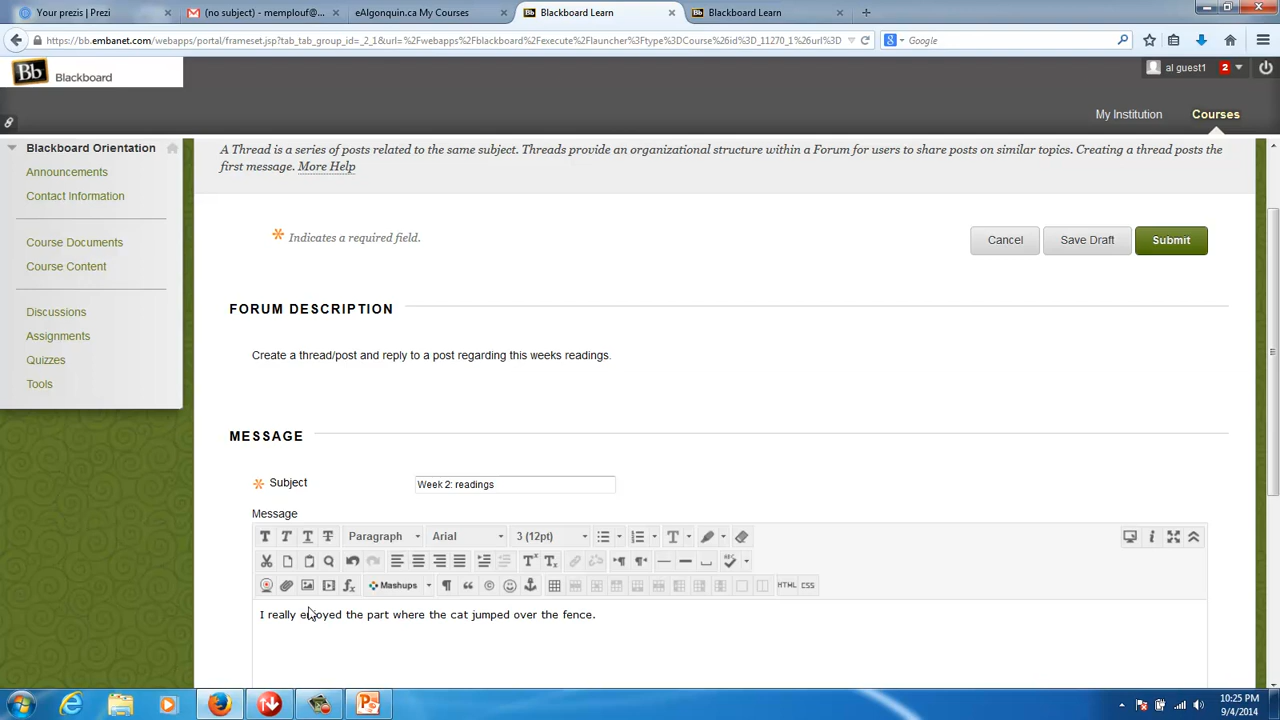 Your prezis | Prezi
(no subject) - memplouf@...
eAlgonquin.ca My Courses
Blackboard Learn
Blackboard Learn
https://bb.embanet.com/webapps/portal/frameset.jsp?tab_tab_group_id=_2_1&url=%2Fwebapps%2Fblackboard%2Fexecute%2Flauncher%3Ftype%3DCourse%26id%3D_11270_1%26url%3D
Google
Bb Blackboard
al guest1 2
My Institution Courses
Blackboard Orientation
Announcements
Contact Information
Course Documents
Course Content
Discussions
Assignments
Quizzes
Tools
A Thread is a series of posts related to the same subject. Threads provide an organizational structure within a Forum for users to share posts on similar topics. Creating a thread posts the
first message. More Help
Indicates a required field.
Cancel Save Draft Submit
FORUM DESCRIPTION
Create a thread/post and reply to a post regarding this weeks readings.
MESSAGE
Subject Week 2: readings
Message
T T T T Paragraph Arial 3 (12pt) T
T T ABC
fx Mashups HTML CSS
I really enjoyed the part where the cat jumped over the fence.
10:25 PM
9/4/2014